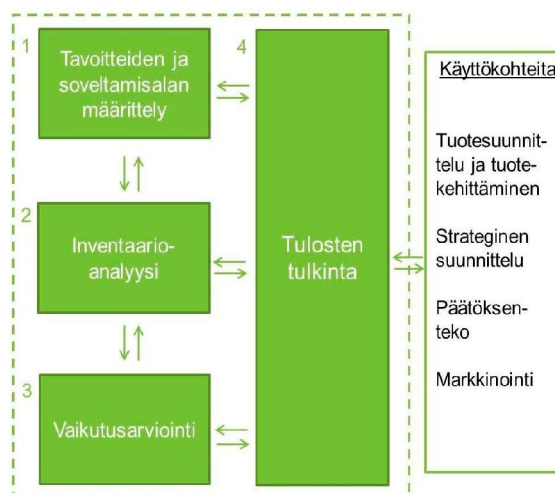 1
Tavoitteiden ja
soveltamisalan
määrittely
2
Inventaario-
analyysi
3
Vaikutusarviointi
4
Tulosten
tulkinta
Käyttökohteita
Tuotesuunnit-
telu ja tuote-
kehittäminen
Strateginen
suunnittelu
Päätöksen-
teko
Markkinointi